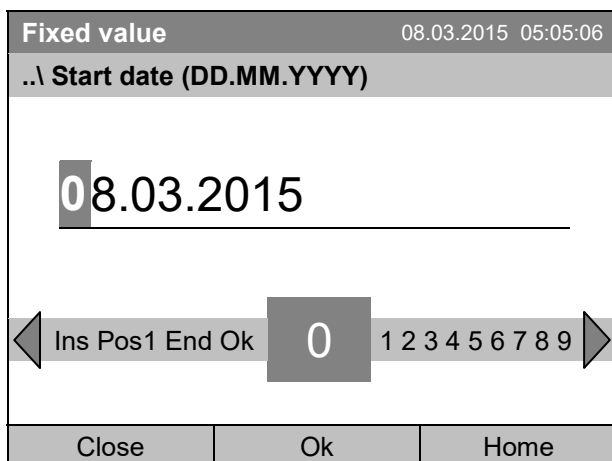 Fixed value 08.03.2015 05:05:06
..\ Start date (DD.MM.YYYY)
08.03.2015
Ins Pos1 End Ok 0 1 2 3 4 5 6 7 8 9
Close Ok Home